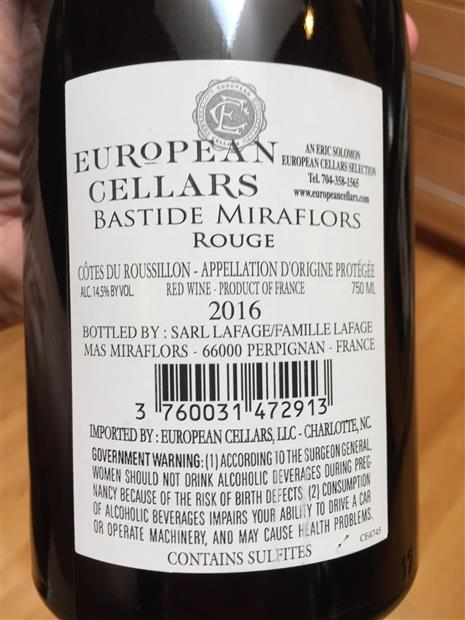 EUROPEAN
CELLARS
AN ERIC SOLOMON
EUROPEAN CELLARS SELECTION
Tel. 704-358-1565
www.europeancellars.com
BASTIDE MIRAFLORS
ROUGE
CÔTES DU ROUSSILLON - APPELLATION D'ORIGINE PROTÉGÉE
ALC. 14.5% BY VOL. RED WINE - PRODUCT OF FRANCE 750 ML
2016
BOTTLED BY : SARL LAFAGE/FAMILLE LAFAGE
MAS MIRAFLORS - 66000 PERPIGNAN - FRANCE
3 760031 472913
IMPORTED BY : EUROPEAN CELLARS, LLC - CHARLOTTE, NC
GOVERNMENT WARNING: (1) ACCORDING TO THE SURGEON GENERAL,
WOMEN SHOULD NOT DRINK ALCOHOLIC BEVERAGES DURING PREG-
NANCY BECAUSE OF THE RISK OF BIRTH DEFECTS. (2) CONSUMPTION
OF ALCOHOLIC BEVERAGES IMPAIRS YOUR ABILITY TO DRIVE A CAR
OR OPERATE MACHINERY, AND MAY CAUSE HEALTH PROBLEMS.
CE4745
CONTAINS SULFITES